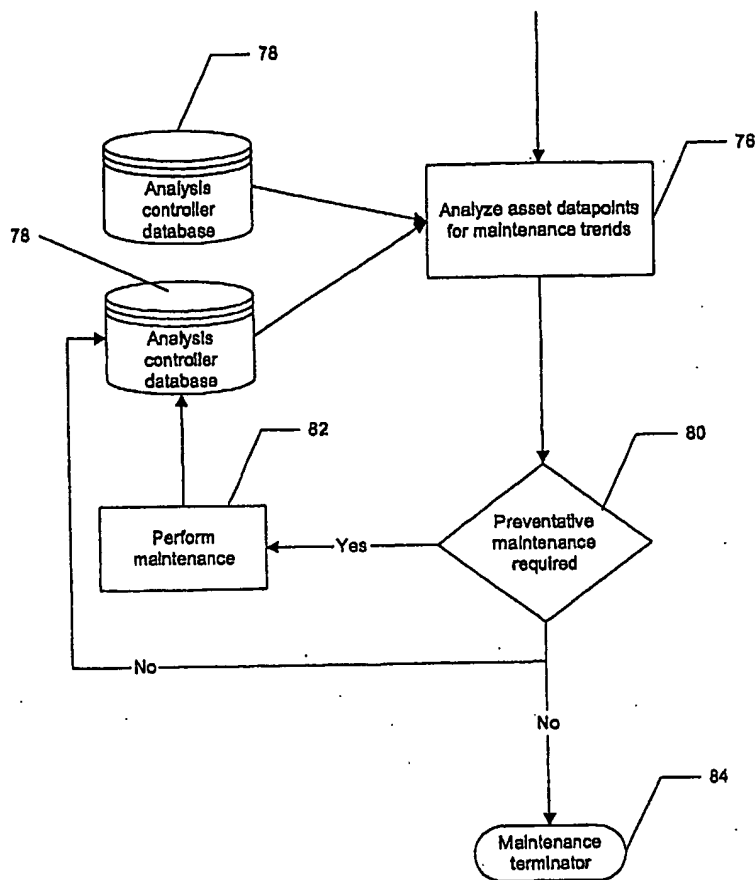 78
Analysis
controller
database
76
Analyze asset datapoints
for maintenance trends
78
Analysis
controller
database
82
Perform
maintenance
80
Preventative
maintenance
required
Yes
No
No
84
Maintenance
terminator